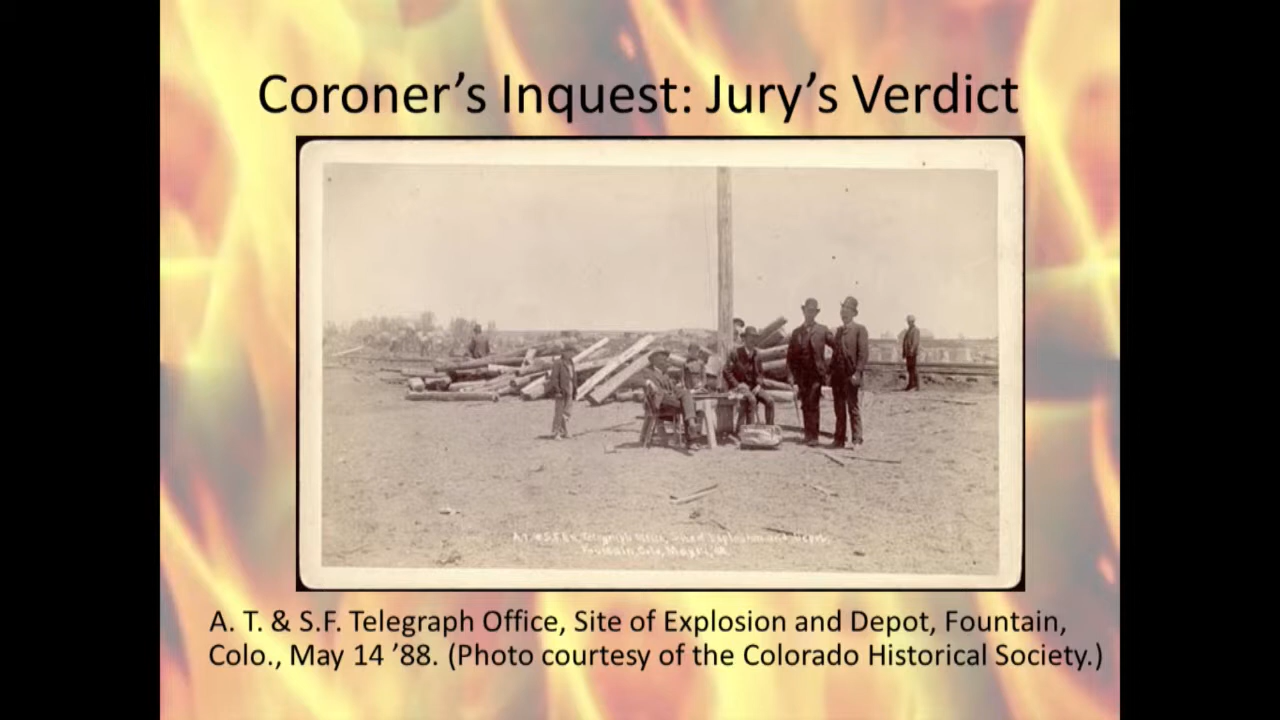 Coroner’s Inquest: Jury’s Verdict
A. T. & S.F. Telegraph Office, Site of Explosion and Depot, Fountain,
Colo., May 14 ’88. (Photo courtesy of the Colorado Historical Society.)